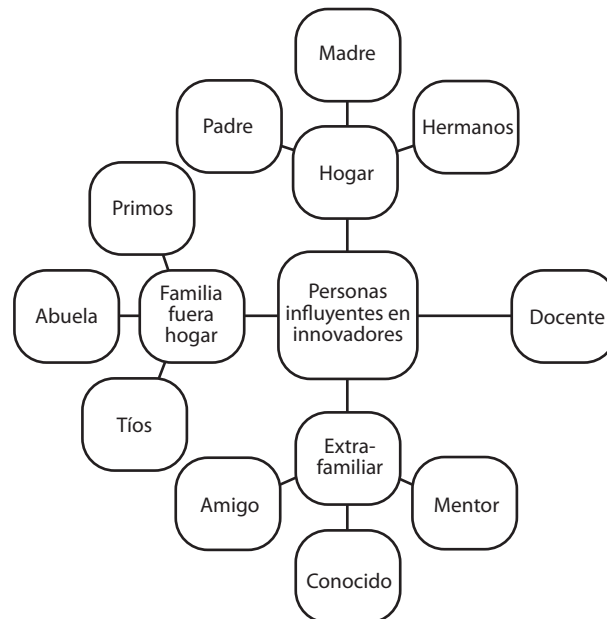 Madre
Padre
Hermanos
Hogar
Primos
Familia
fuera
hogar
Abuela
Personas
influyentes en
innovadores
Docente
Tíos
Extra-
familiar
Amigo
Mentor
Conocido